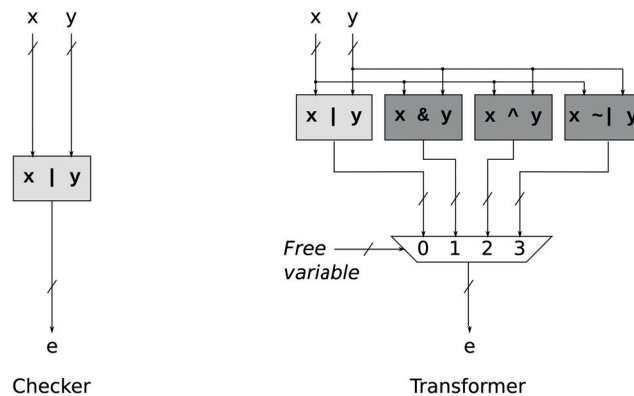 x y
x y
x | y
x | y
x & y
x ^ y
x ~| y
Free
variable
0 1 2 3
e
e
Checker
Transformer